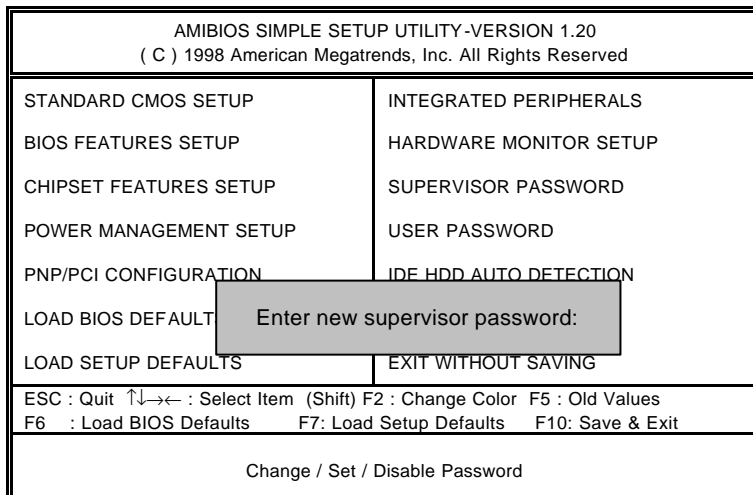 AMIBIOS SIMPLE SETUP UTILITY-VERSION 1.20
( C ) 1998 American Megatrends, Inc. All Rights Reserved
STANDARD CMOS SETUP
BIOS FEATURES SETUP
CHIPSET FEATURES SETUP
POWER MANAGEMENT SETUP
PNP/PCI CONFIGURATION
LOAD BIOS DEFAULT
LOAD SETUP DEFAULTS
INTEGRATED PERIPHERALS
HARDWARE MONITOR SETUP
SUPERVISOR PASSWORD
USER PASSWORD
IDE HDD AUTO DETECTION
EXIT WITHOUT SAVING
Enter new supervisor password:
ESC : Quit ↑↓→← : Select Item (Shift) F2 : Change Color F5 : Old Values
F6 : Load BIOS Defaults F7: Load Setup Defaults F10: Save & Exit
Change / Set / Disable Password